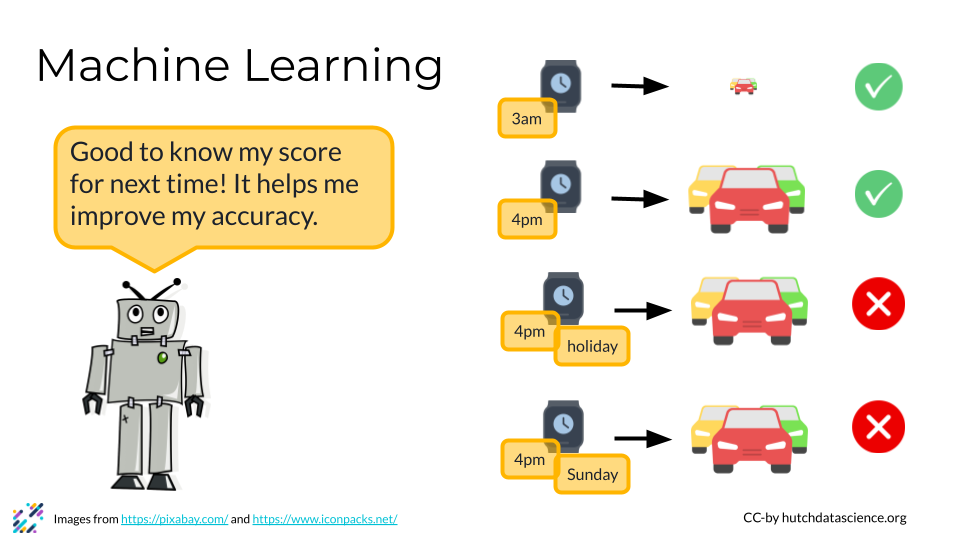 Machine Learning
Good to know my score
for next time! It helps me
improve my accuracy.
3am
4pm
4pm
holiday
4pm
Sunday
Images from https://pixabay.com/ and https://www.iconpacks.net/
CC-by hutchdatascience.org